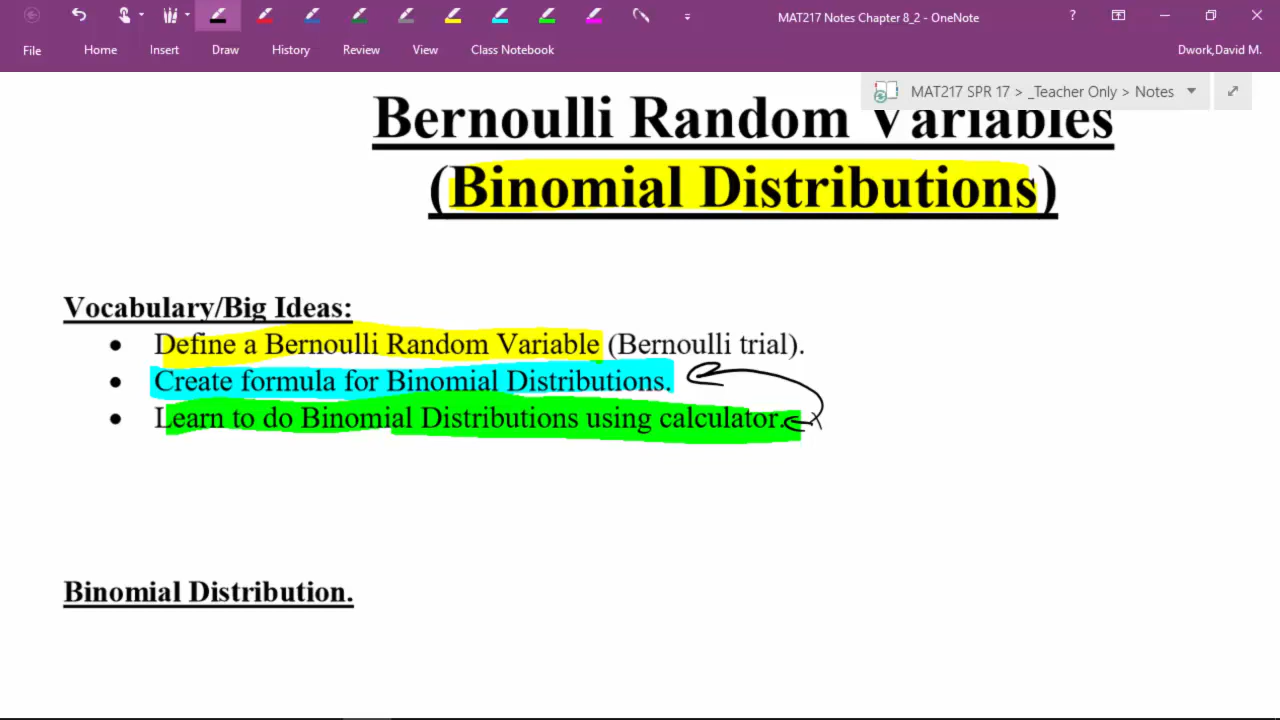 MAT217 Notes Chapter 8_2 - OneNote
?
File Home Insert Draw History Review View Class Notebook
Dwork,David M.
MAT217 SPR 17 > _Teacher Only > Notes
Bernoulli Random Variables
(Binomial Distributions)
Vocabulary/Big Ideas:
• Define a Bernoulli Random Variable (Bernoulli trial).
• Create formula for Binomial Distributions.
• Learn to do Binomial Distributions using calculator.
Binomial Distribution.